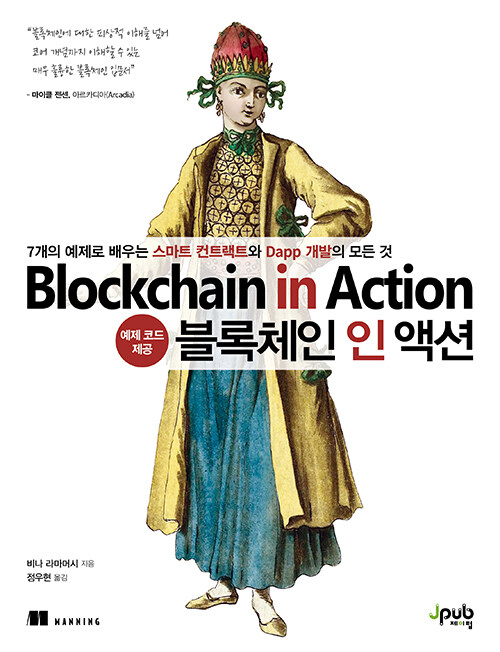 “블록체인에 대한 피상적 이해를 넘어
코어 개념까지 이해할 수 있는
매우 훌륭한 블록체인 입문서”
- 마이클 젠센, 아르카디아(Arcadia)
7개의 예제로 배우는 스마트 컨트랙트와 Dapp 개발의 모든 것
Blockchain in Action
예제 코드
제공
블록체인 인 액션
비나 라마머시 지음
정우현 옮김
MANNING
Jpub
제이펍